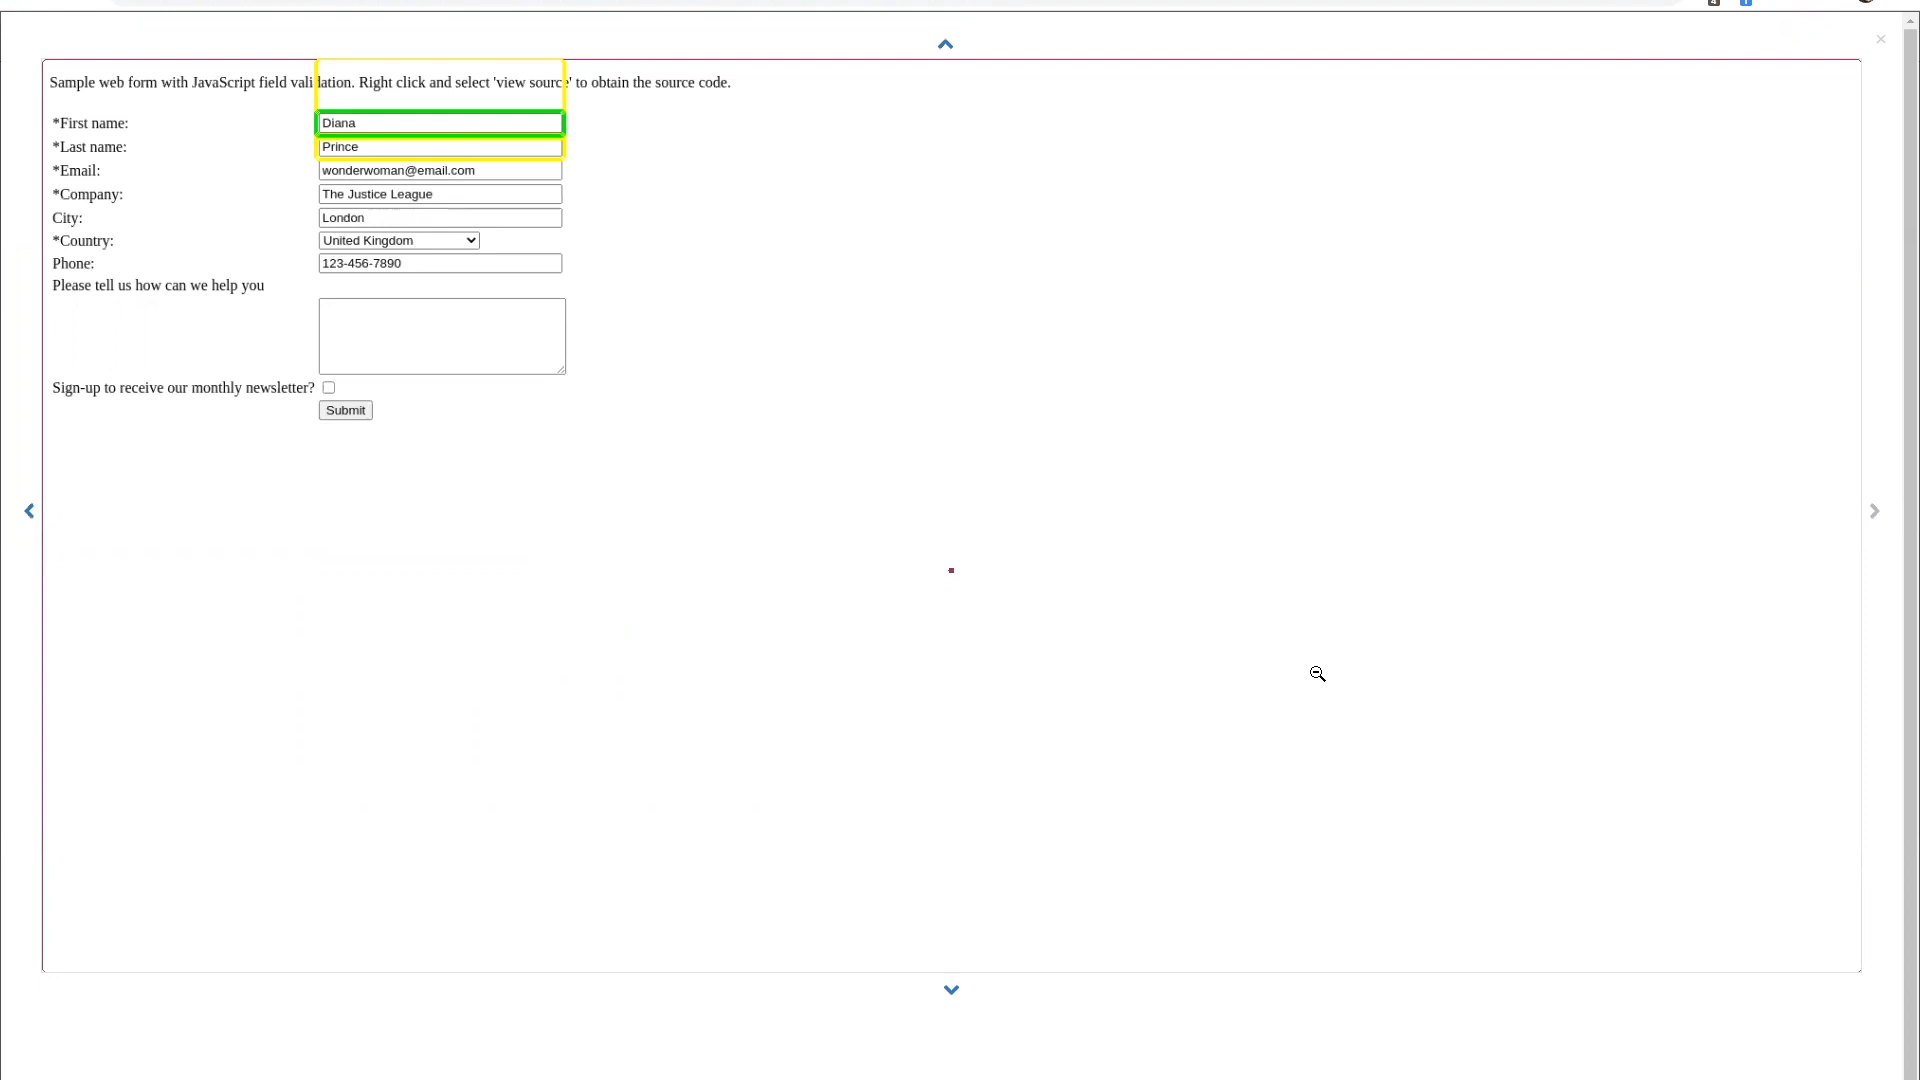 Sample web form with JavaScript field validation. Right click and select 'view source' to obtain the source code.
*First name: Diana
*Last name: Prince
*Email: wonderwoman@email.com
*Company: The Justice League
City: London
*Country: United Kingdom
Phone: 123-456-7890
Please tell us how can we help you
Sign-up to receive our monthly newsletter?
Submit